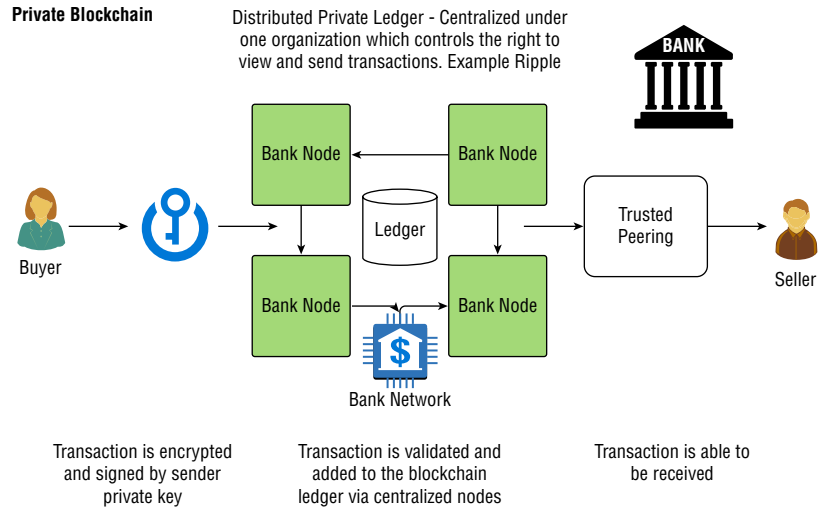 Private Blockchain
Distributed Private Ledger - Centralized under
one organization which controls the right to
view and send transactions. Example Ripple
BANK
Bank Node
Bank Node
Buyer
Ledger
Trusted
Peering
Seller
Bank Node
Bank Node
$
Bank Network
Transaction is encrypted
and signed by sender
private key
Transaction is validated and
added to the blockchain
ledger via centralized nodes
Transaction is able to
be received